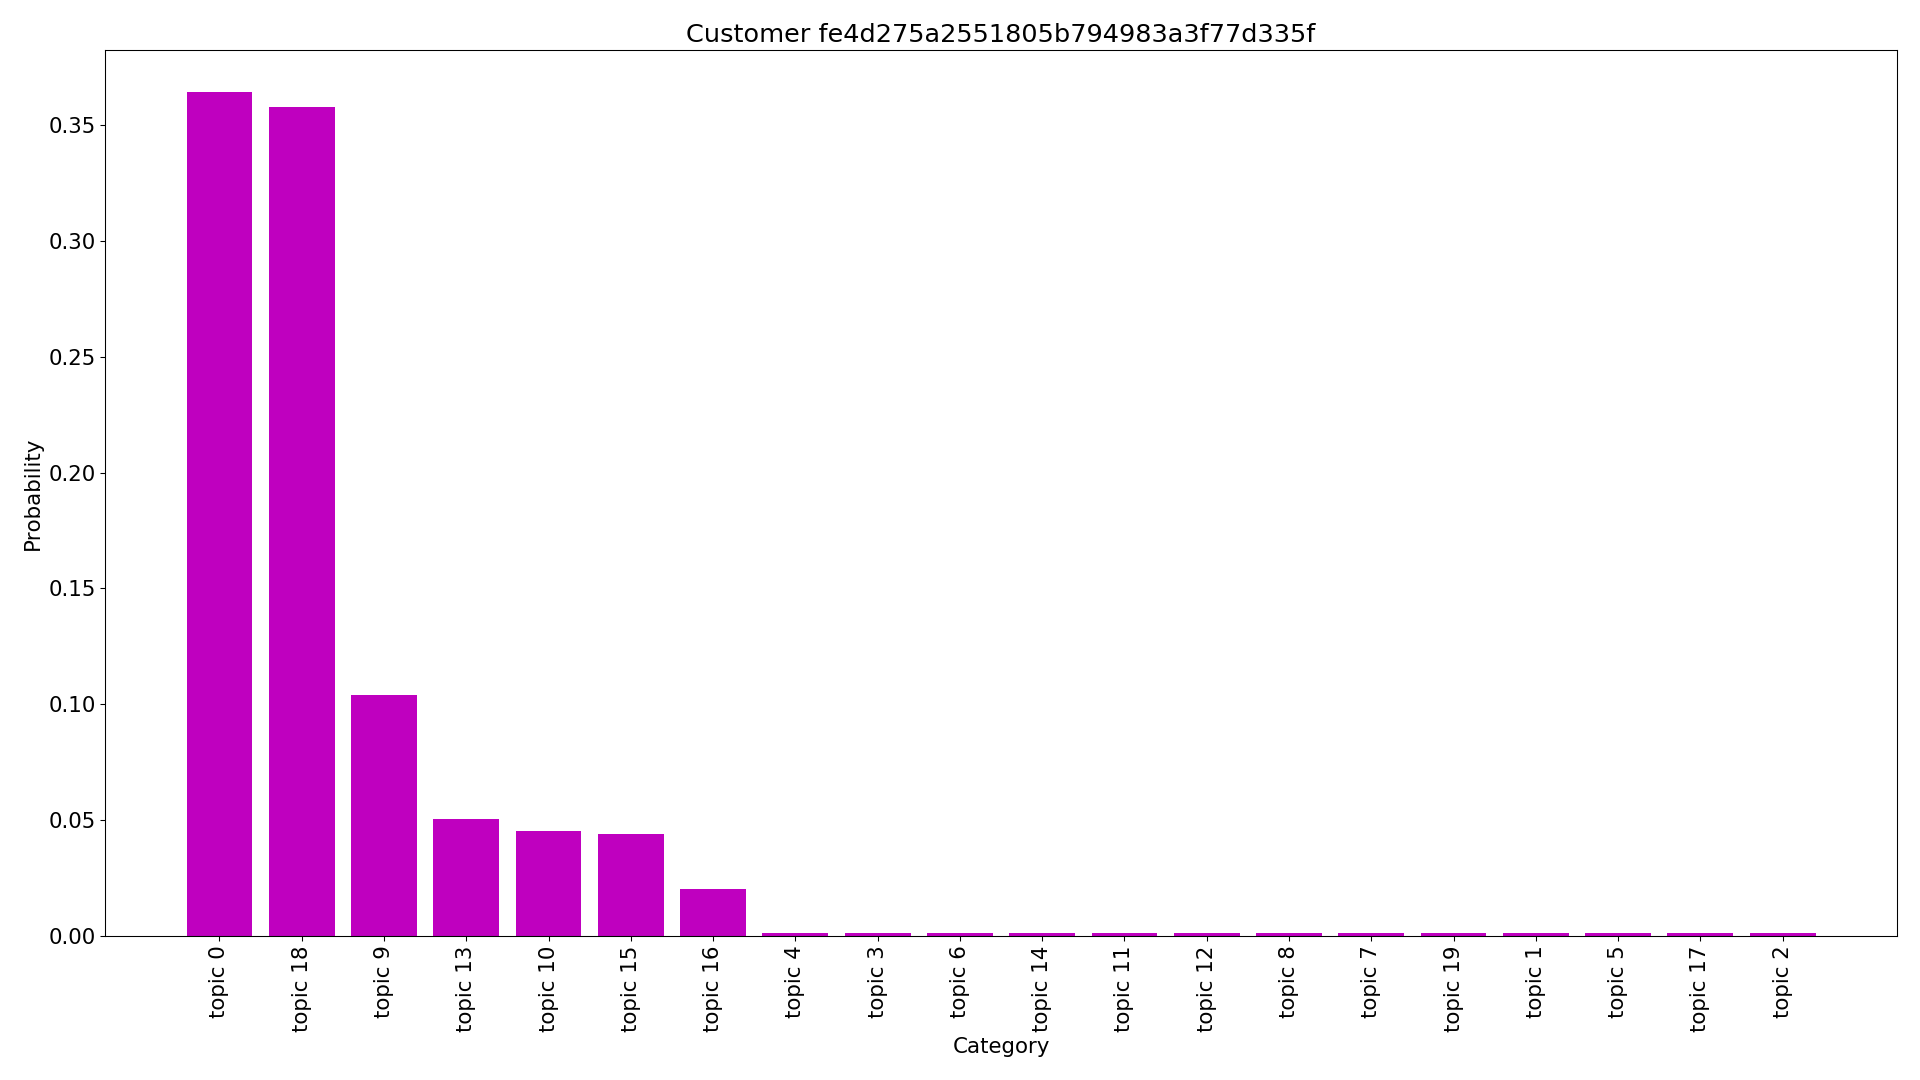 Customer fe4d275a2551805b794983a3f77d335f
Probability
0.35
0.30
0.25
0.20
0.15
0.10
0.05
0.00
topic 0
topic 18
topic 9
topic 13
topic 10
topic 15
topic 16
topic 4
topic 3
topic 6
topic 14
topic 11
topic 12
topic 8
topic 7
topic 19
topic 1
topic 5
topic 17
topic 2
Category